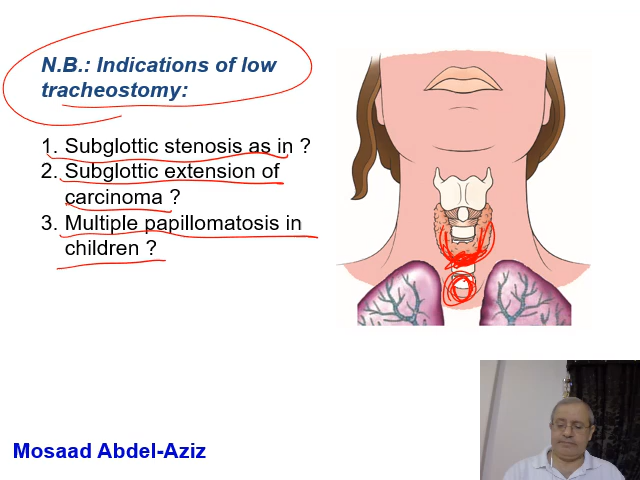 N.B.: Indications of low
tracheostomy:
1. Subglottic stenosis as in ?
2. Subglottic extension of
carcinoma ?
3. Multiple papillomatosis in
children ?
Mosaad Abdel-Aziz